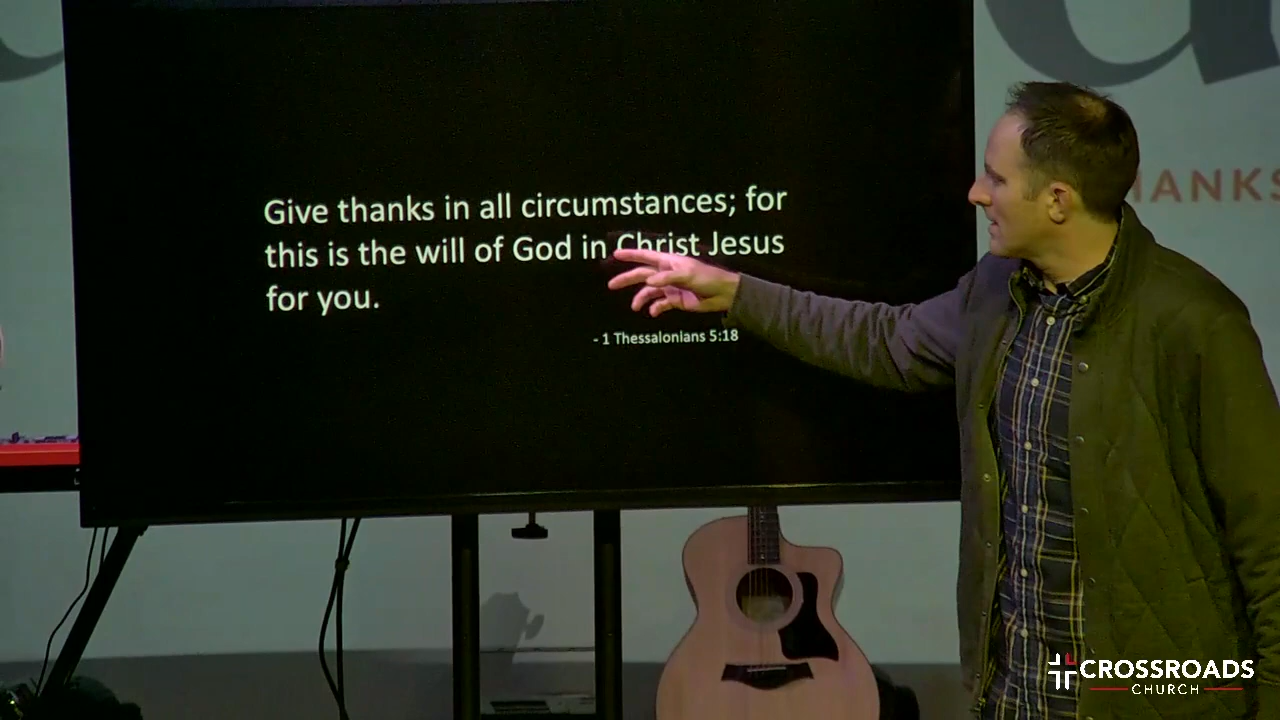 Give thanks in all circumstances; for
this is the will of God in Christ Jesus
for you.
- 1 Thessalonians 5:18
HANKS
CROSSROADS
CHURCH